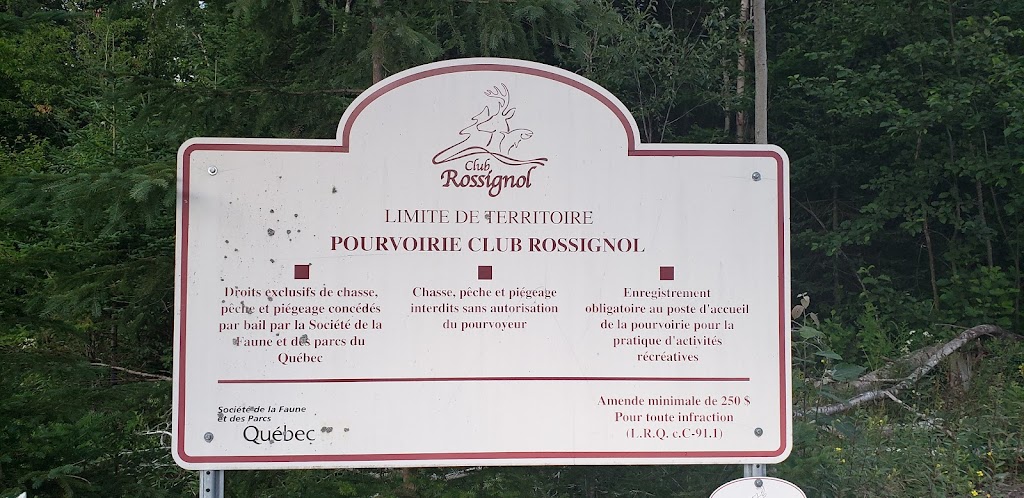 Club
Rossignol
LIMITE DE TERRITOIRE
POURVOIRIE CLUB ROSSIGNOL
Droits exclusifs de chasse,
pêche et piégeage concédés
par bail par la Société de la
Faune et des parcs du
Québec
Chasse, pêche et piégeage
interdits sans autorisation
du pourvoyeur
Enregistrement
obligatoire au poste d'accueil
de la pourvoirie pour la
pratique d'activités
récréatives
Société de la Faune
et des Parcs
Québec
Amende minimale de 250 $
Pour toute infraction
(L.R.Q. c.C-91.1)